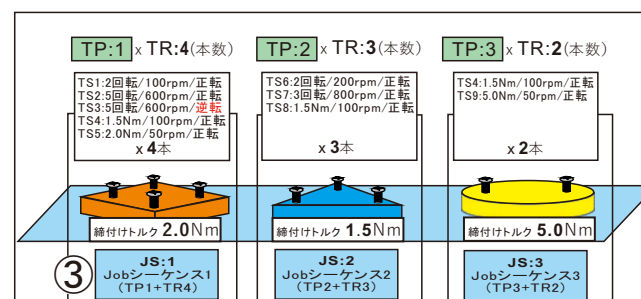 TP:1 x TR:4(本数)
TS1:2回転/100rpm/正転
TS2:5回転/600rpm/正転
TS3:5回転/600rpm/逆転
TS4:1.5Nm/100rpm/正転
TS5:2.0Nm/50rpm/正転
x 4本
締付けトルク 2.0Nm
JS:1
Jobシーケンス1
(TP1+TR4)
TP:2 x TR:3(本数)
TS6:2回転/200rpm/正転
TS7:3回転/800rpm/正転
TS8:1.5Nm/100rpm/正転
x 3本
締付けトルク 1.5Nm
JS:2
Jobシーケンス2
(TP2+TR3)
TP:3 x TR:2(本数)
TS4:1.5Nm/100rpm/正転
TS9:5.0Nm/50rpm/正転
x 2本
締付けトルク 5.0Nm
JS:3
Jobシーケンス3
(TP3+TR2)
③